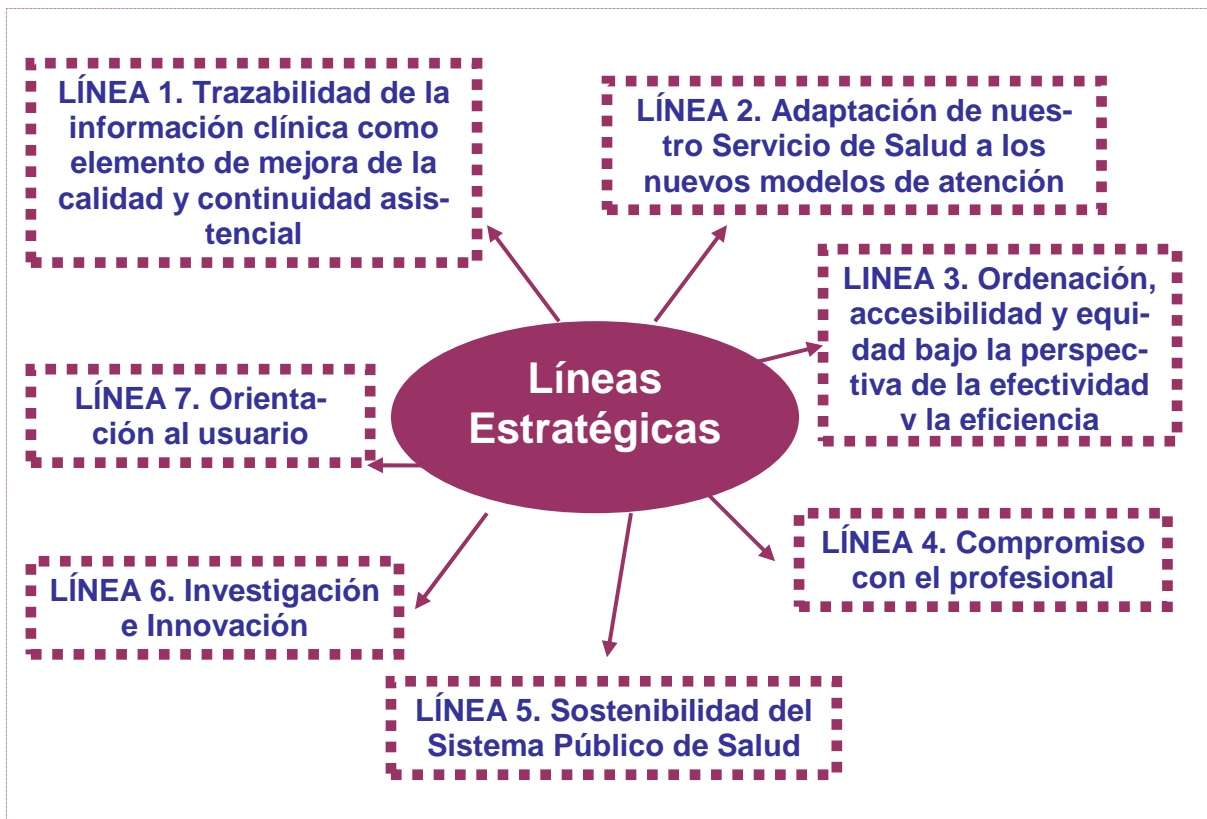 LÍNEA 1. Trazabilidad de la
información clínica como
elemento de mejora de la
calidad y continuidad asis-
tencial
LÍNEA 2. Adaptación de nues-
tro Servicio de Salud a los
nuevos modelos de atención
LINEA 3. Ordenación,
accesibilidad y equi-
dad bajo la perspec-
tiva de la efectividad
y la eficiencia
Líneas
Estratégicas
LÍNEA 7. Orienta-
ción al usuario
LÍNEA 4. Compromiso
con el profesional
LÍNEA 6. Investigación
e Innovación
LÍNEA 5. Sostenibilidad del
Sistema Público de Salud